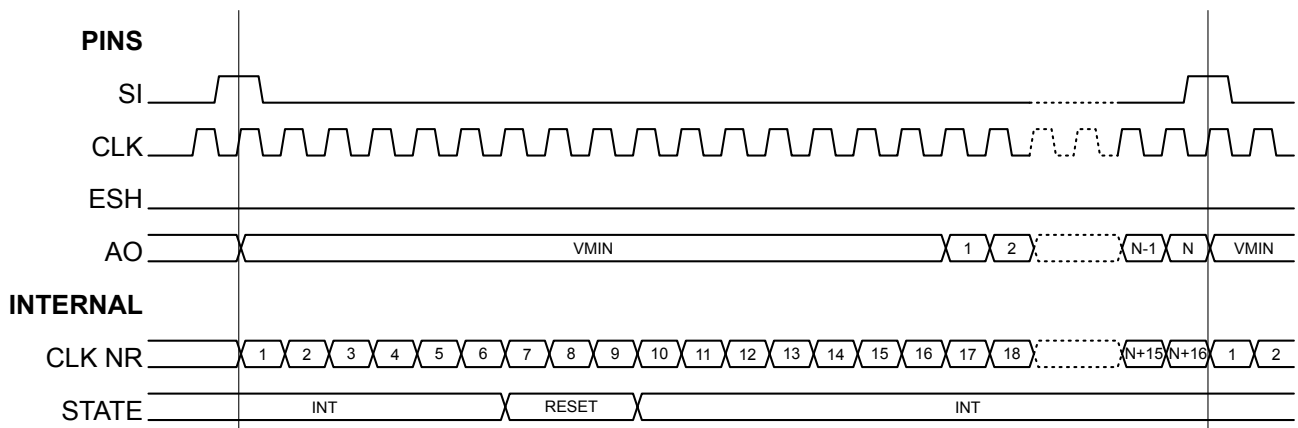 PINS
SI
CLK
ESH
AO VMIN 1 2 N-1 N VMIN
INTERNAL
CLK NR 1 2 3 4 5 6 7 8 9 10 11 12 13 14 15 16 17 18 N+15 N+16 1 2
STATE INT RESET INT